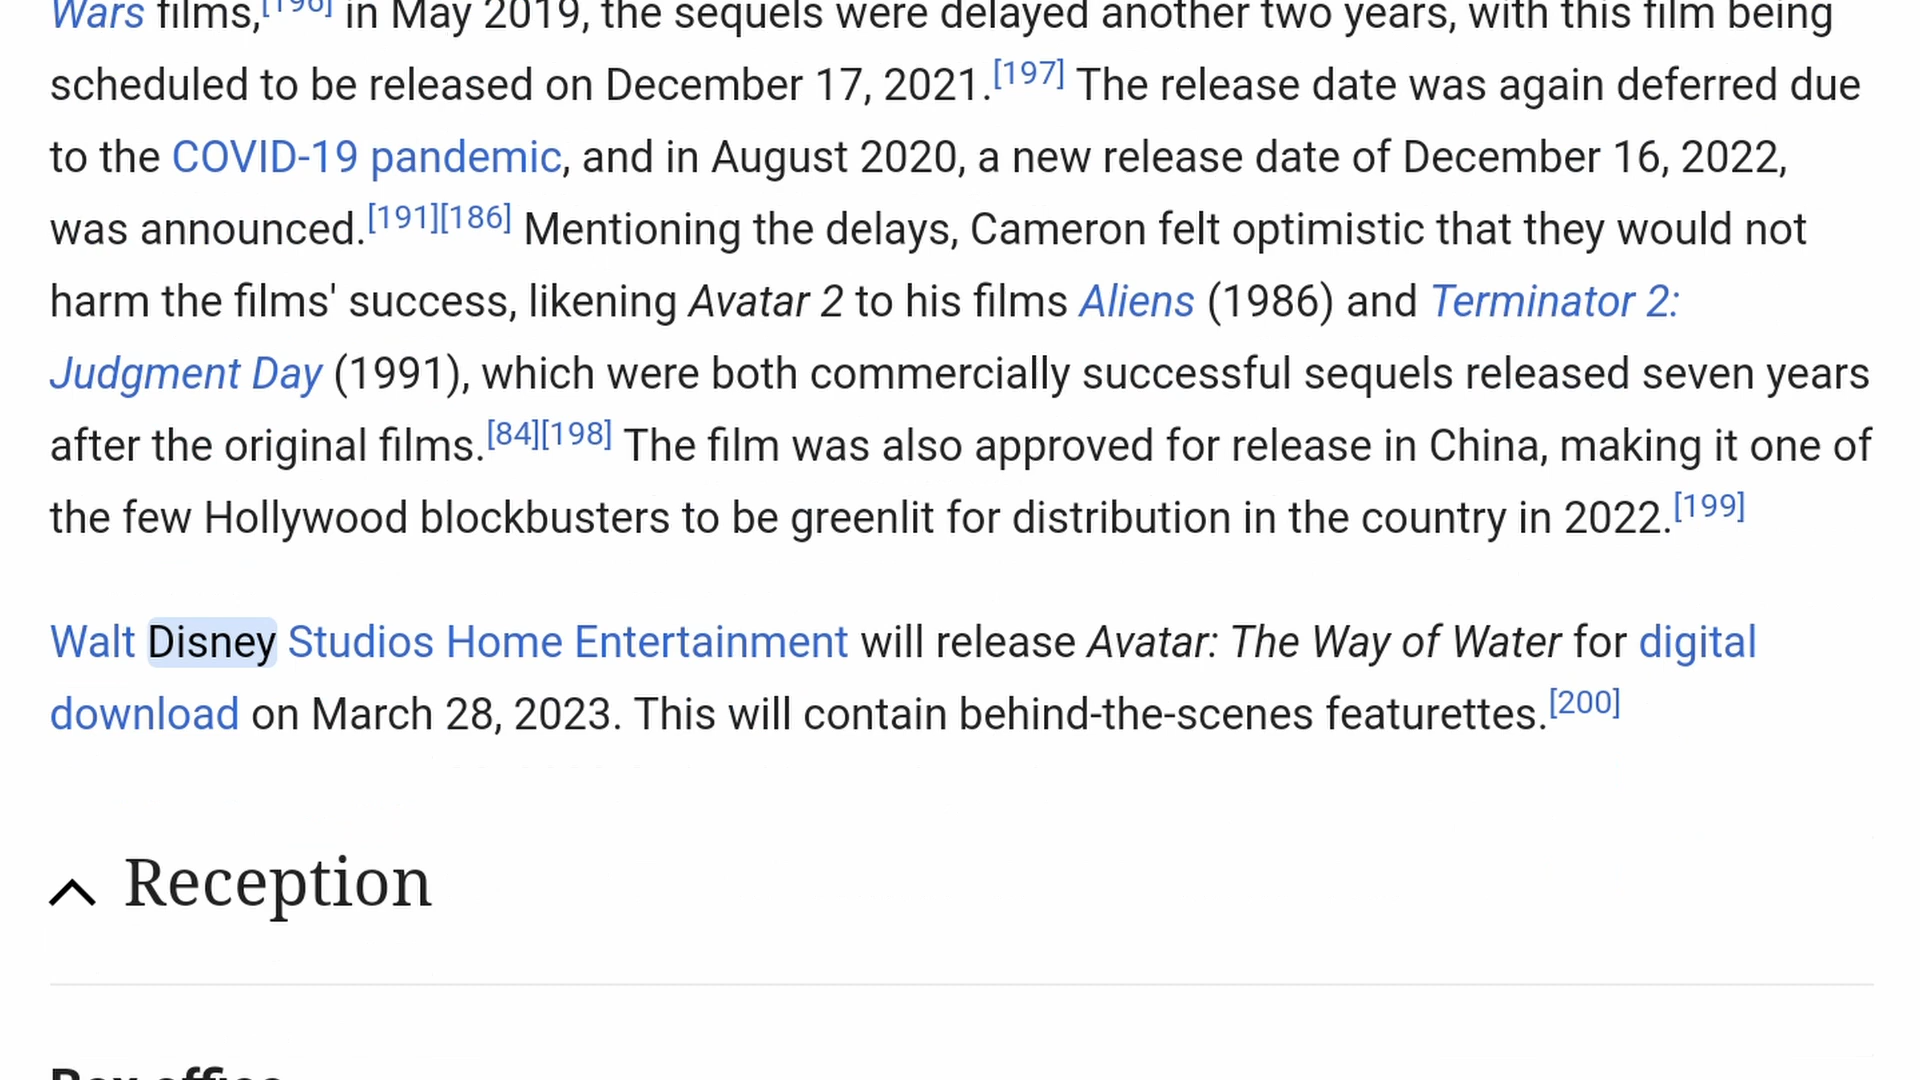 Wars films,[196] in May 2019, the sequels were delayed another two years, with this film being
scheduled to be released on December 17, 2021.[197] The release date was again deferred due
to the COVID-19 pandemic, and in August 2020, a new release date of December 16, 2022,
was announced.[191][186] Mentioning the delays, Cameron felt optimistic that they would not
harm the films' success, likening Avatar 2 to his films Aliens (1986) and Terminator 2:
Judgment Day (1991), which were both commercially successful sequels released seven years
after the original films.[84][198] The film was also approved for release in China, making it one of
the few Hollywood blockbusters to be greenlit for distribution in the country in 2022.[199]
Walt Disney Studios Home Entertainment will release Avatar: The Way of Water for digital
download on March 28, 2023. This will contain behind-the-scenes featurettes.[200]
Reception
Box office